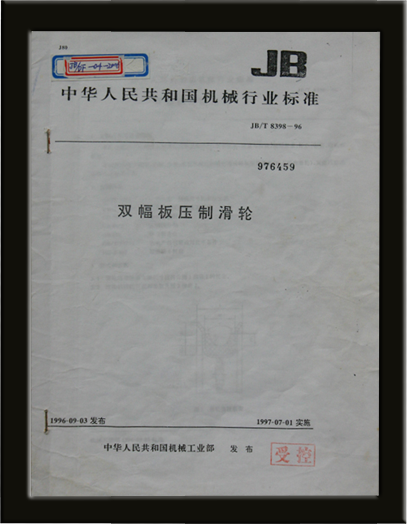 J88
JB
中华人民共和国机械行业标准
JB/T 8398－96
976459
双幅板压制滑轮
1996-09-03 发布
1997-07-01 实施
中华人民共和国机械工业部 发布
受控